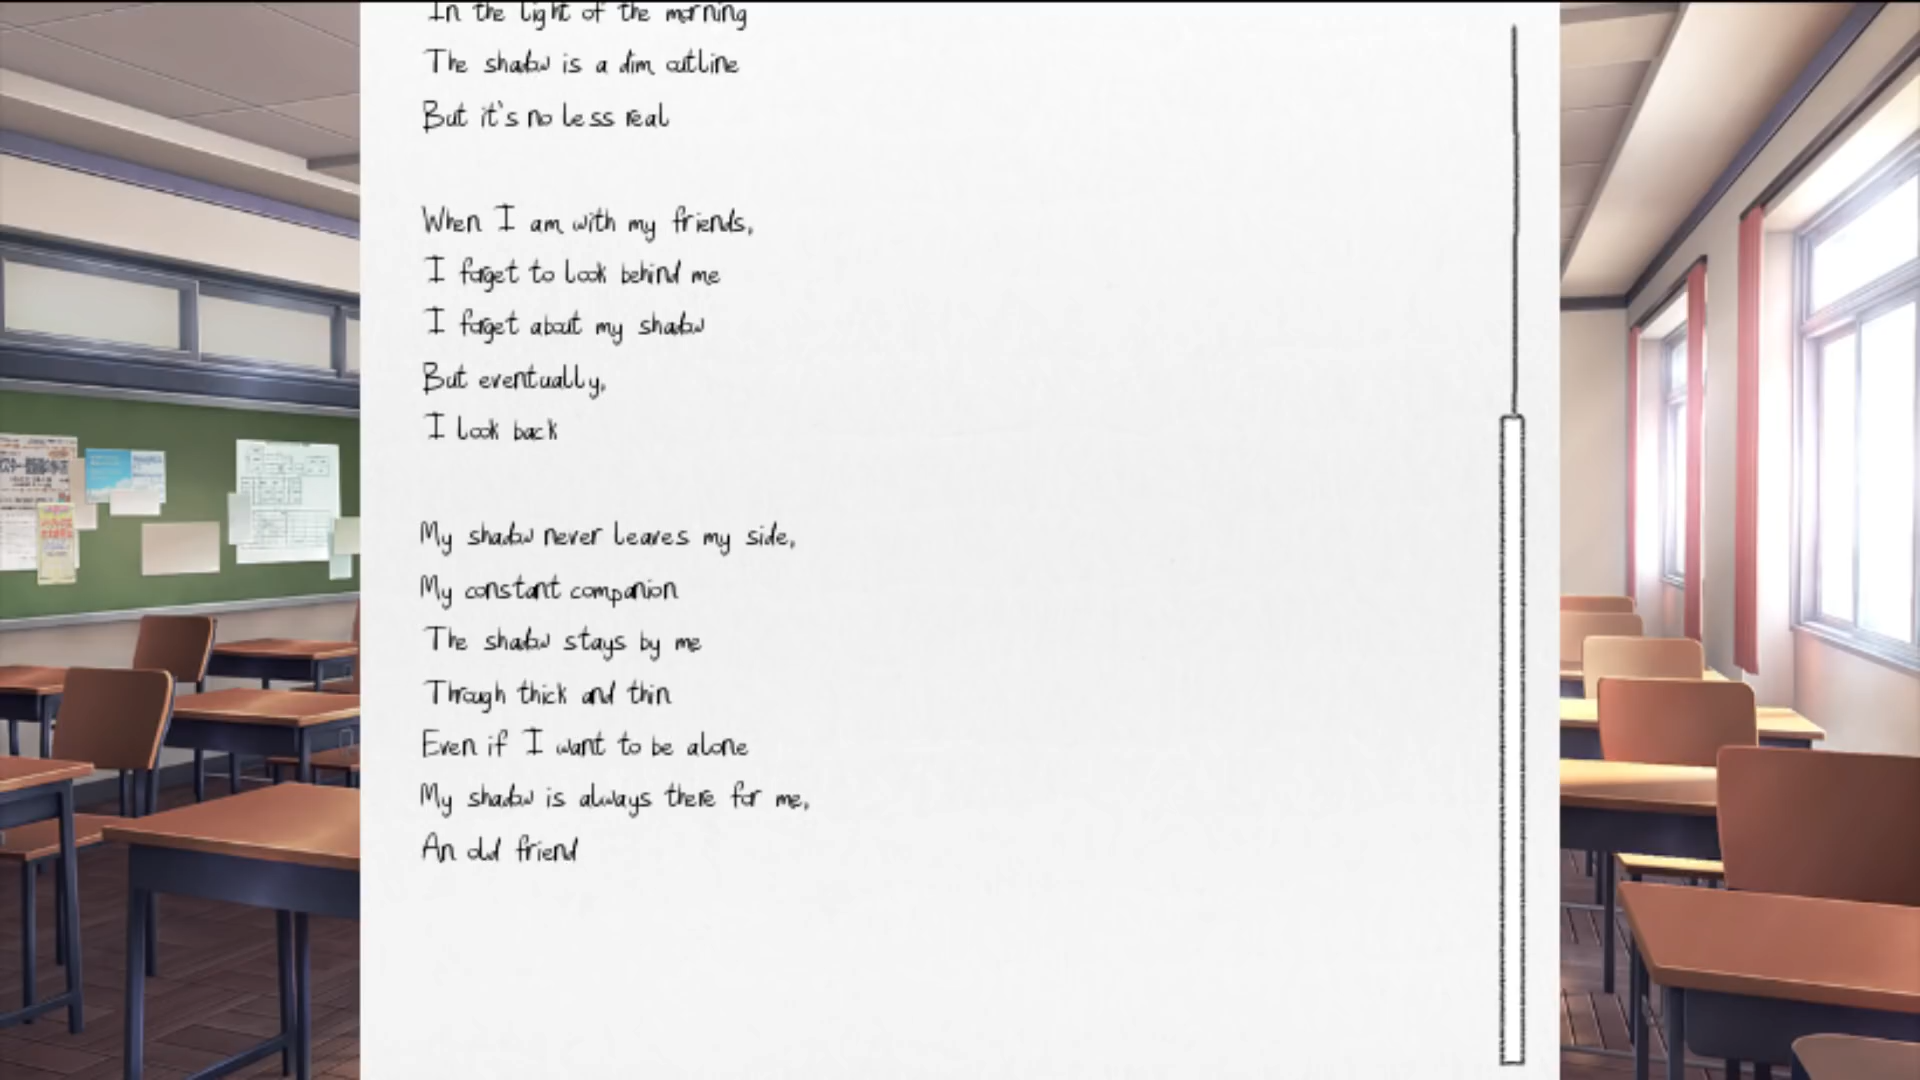 In the light of the morning
The shadow is a dim outline
But it's no less real
When I am with my friends,
I forget to look behind me
I forget about my shadow
But eventually,
I look back
My shadow never leaves my side,
My constant companion
The shadow stays by me
Through thick and thin
Even if I want to be alone
My shadow is always there for me,
An old friend